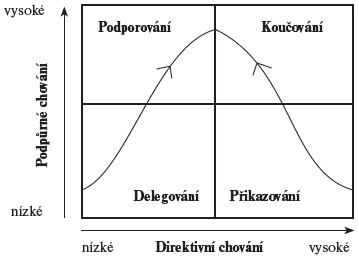 vysoké
Podporování
Koučování
Podpůrné chování
Delegování
Přikazování
nízké
nízké
Direktivní chování
vysoké